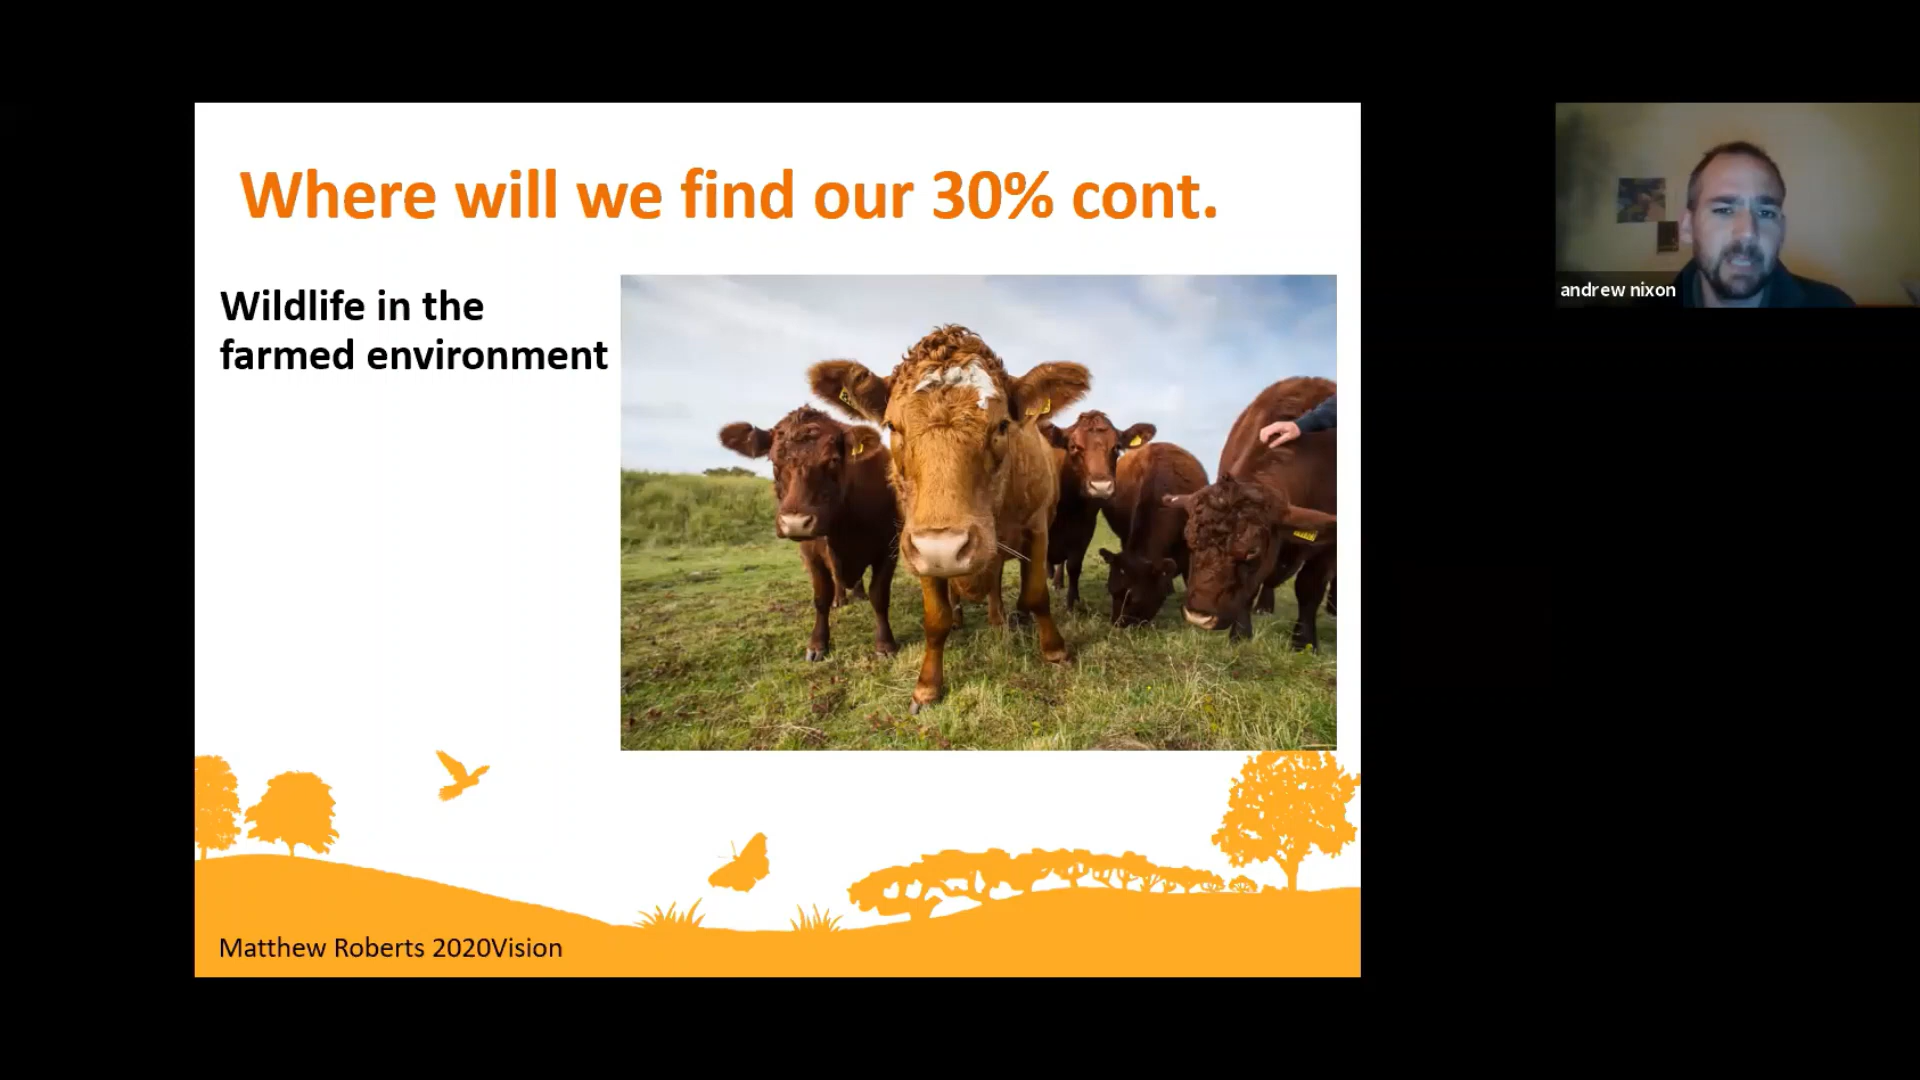 Where will we find our 30% cont.
Wildlife in the
farmed environment
andrew nixon
Matthew Roberts 2020Vision